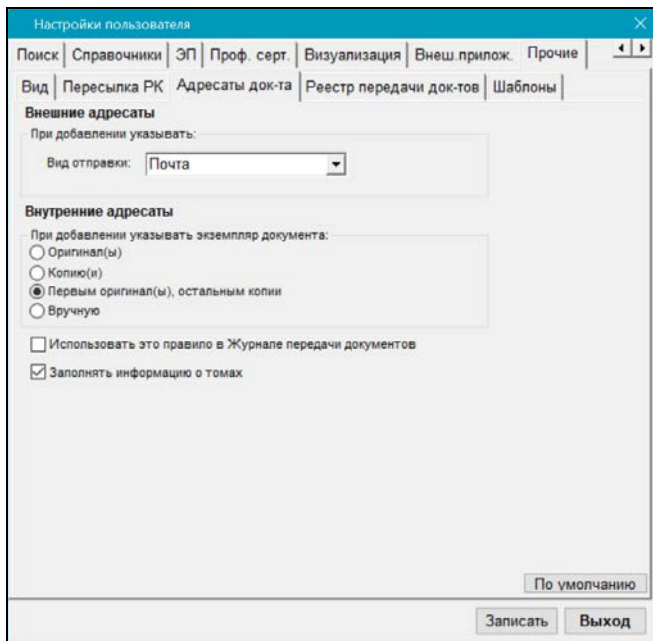 Настройки пользователя
Поиск Справочники ЭП Проф. серт. Визуализация Внеш.прилож. Прочие
Вид Пересылка РК Адресаты док-та Реестр передачи док-тов Шаблоны
Внешние адресаты
При добавлении указывать:
Вид отправки: Почта
Внутренние адресаты
При добавлении указывать экземпляр документа:
Оригинал(ы)
Копию(и)
Первым оригинал(ы), остальным копии
Вручную
Использовать это правило в Журнале передачи документов
Заполнять информацию о томах
По умолчанию
Записать Выход